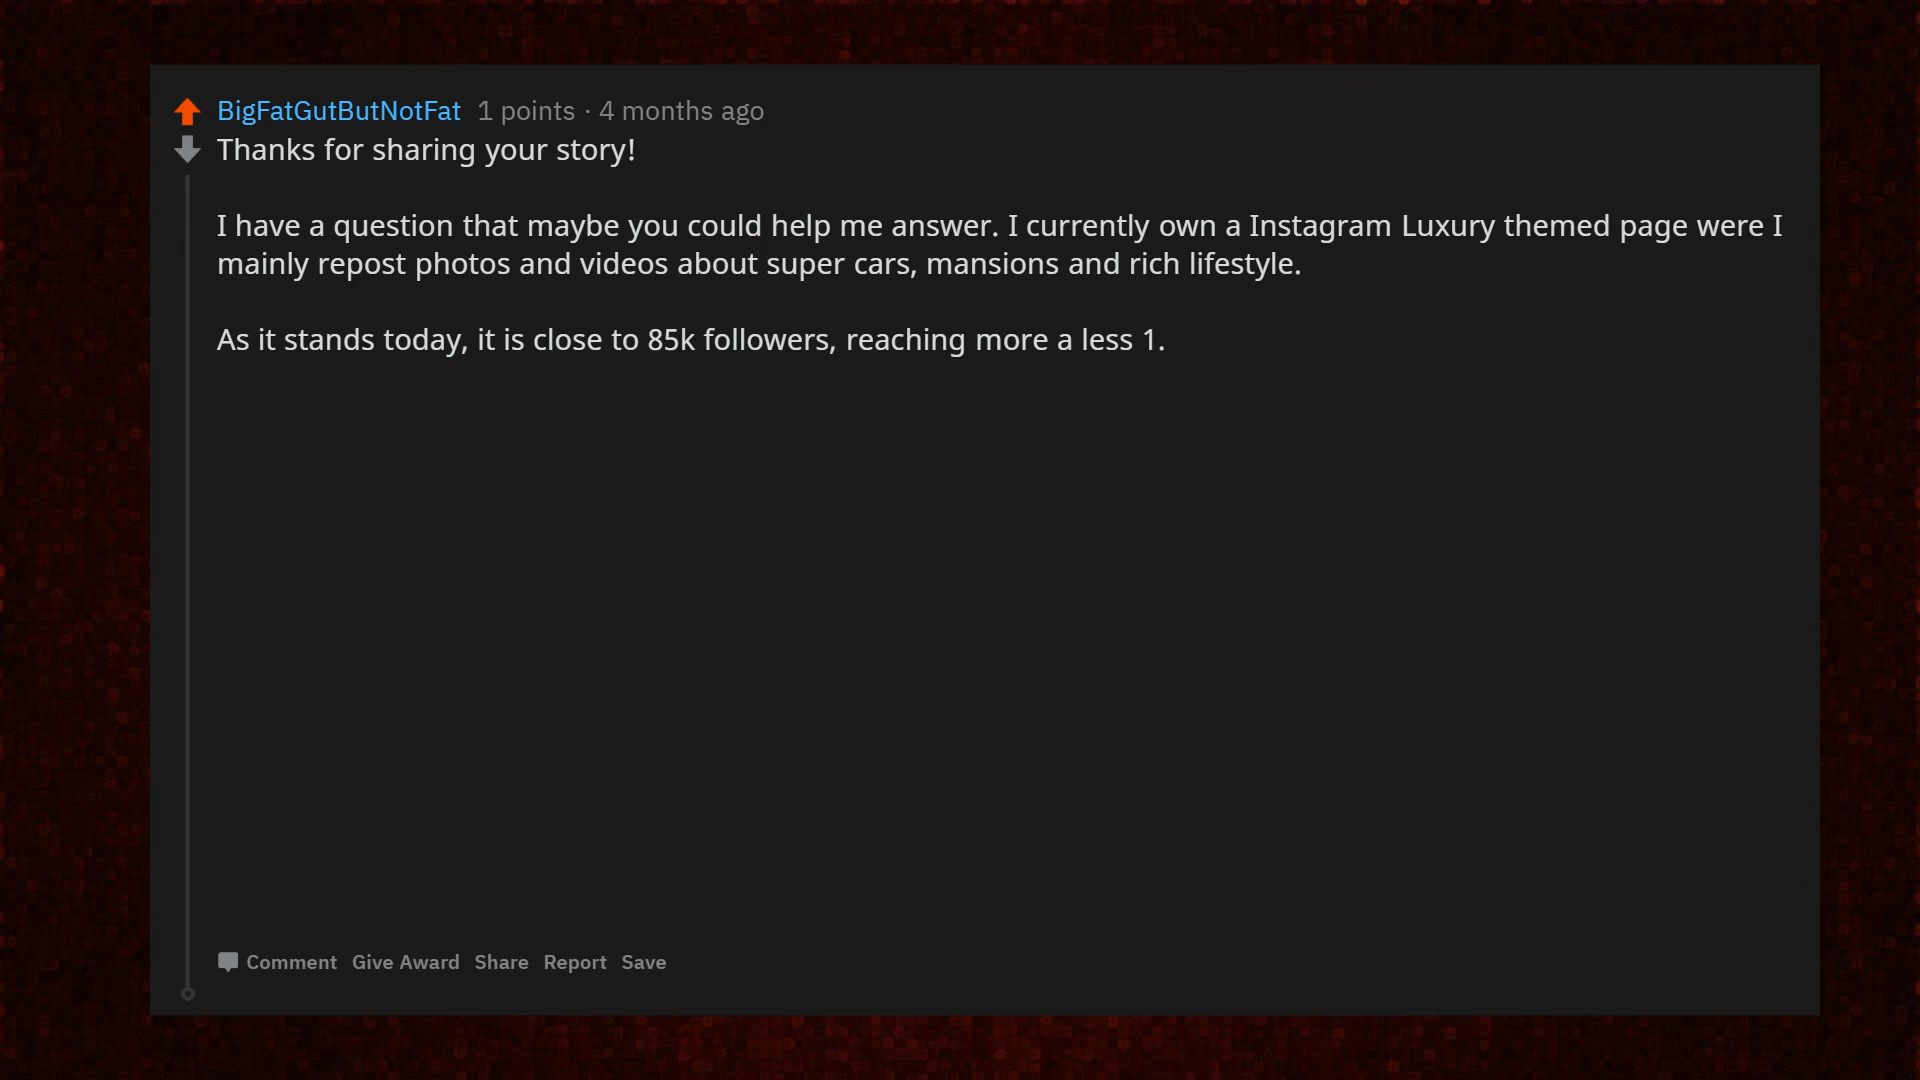 BigFatGutButNotFat 1 points · 4 months ago
Thanks for sharing your story!
I have a question that maybe you could help me answer. I currently own a Instagram Luxury themed page were I
mainly repost photos and videos about super cars, mansions and rich lifestyle.
As it stands today, it is close to 85k followers, reaching more a less 1.
Comment Give Award Share Report Save